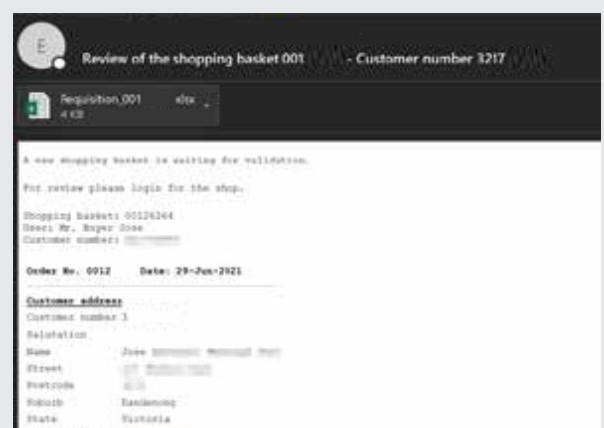 E
Review of the shopping basket 001 - Customer number 3217
Requisition_001 xlsx
4 KB
A new shopping basket is waiting for validation.
For review please login for the shop.
Shopping basket: 00126264
User: Mr. Buyer Jose
Customer number:
Order No. 0012 Date: 29-Jun-2021
Customer address
Customer number 3
Salutation
Name Jose
Street
Postcode
Suburb Dandenong
State Victoria